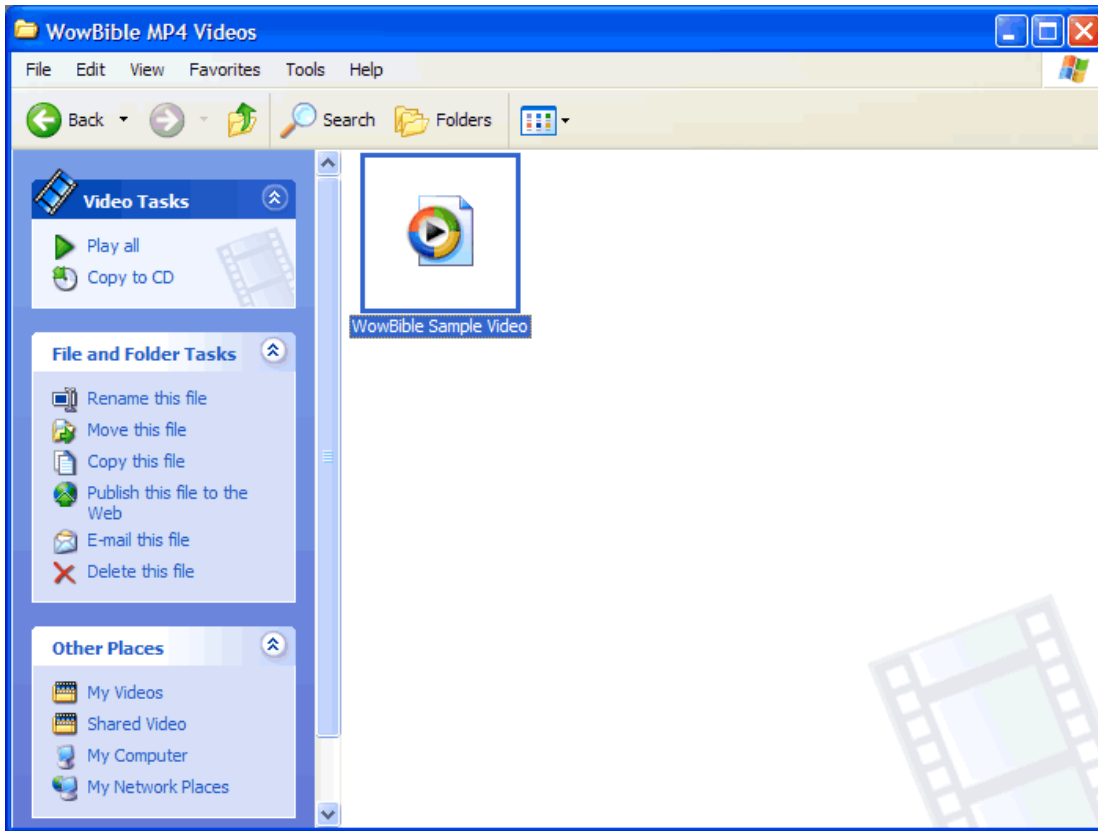 WowBible MP4 Videos
File Edit View Favorites Tools Help
Back Search Folders
Video Tasks
Play all
Copy to CD
WowBible Sample Video
File and Folder Tasks
Rename this file
Move this file
Copy this file
Publish this file to the
Web
E-mail this file
Delete this file
Other Places
My Videos
Shared Video
My Computer
My Network Places